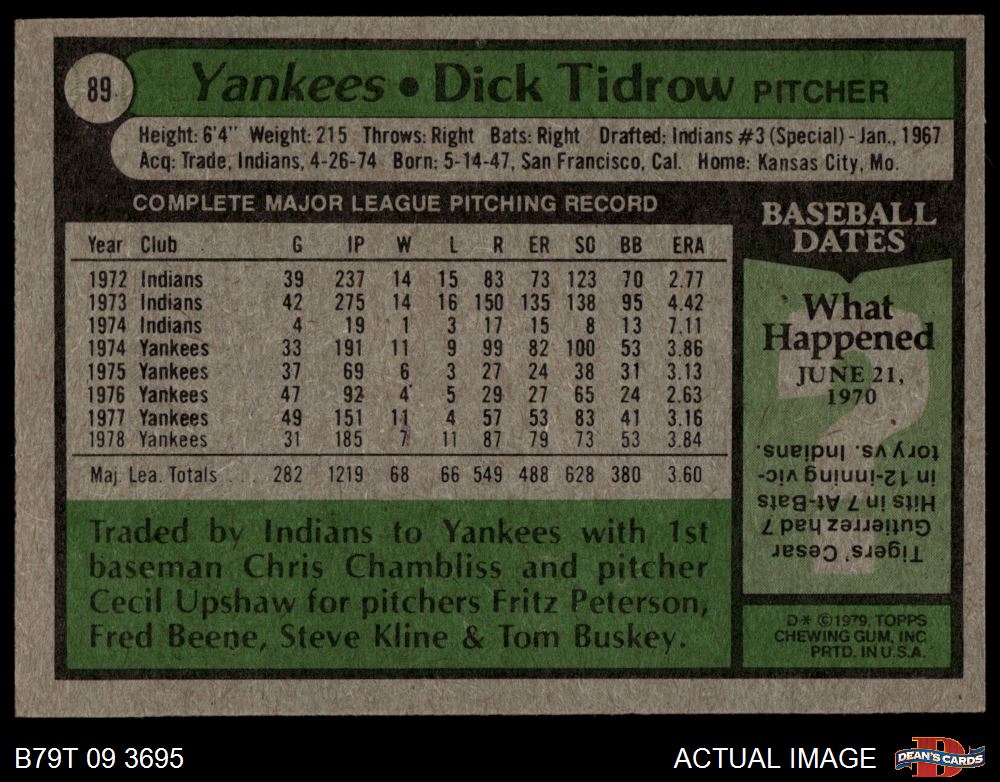 89
Yankees • Dick Tidrow PITCHER
Height: 6'4" Weight: 215 Throws: Right Bats: Right Drafted: Indians #3 (Special) - Jan., 1967
Acq: Trade, Indians, 4-26-74 Born: 5-14-47, San Francisco, Cal. Home: Kansas City, Mo.
COMPLETE MAJOR LEAGUE PITCHING RECORD
Year Club G IP W L R ER SO BB ERA
1972 Indians 39 237 14 15 83 73 123 70 2.77
1973 Indians 42 275 14 16 150 135 138 95 4.42
1974 Indians 4 19 1 3 17 15 8 13 7.11
1974 Yankees 33 191 11 9 99 82 100 53 3.86
1975 Yankees 37 69 6 3 27 24 38 31 3.13
1976 Yankees 47 92 4 5 29 27 65 24 2.63
1977 Yankees 49 151 11 4 57 53 83 41 3.16
1978 Yankees 31 185 7 11 87 79 73 53 3.84
Maj. Lea. Totals . . . 282 1219 68 66 549 488 628 380 3.60
Traded by Indians to Yankees with 1st
baseman Chris Chambliss and pitcher
Cecil Upshaw for pitchers Fritz Peterson,
Fred Beene, Steve Kline & Tom Buskey.
BASEBALL
DATES
What
Happened
JUNE 21,
1970
Tigers' Cesar
Gutierrez had 7
Hits in 7 At-Bats
in 12-inning vic-
tory vs. Indians.
D* ©1979, TOPPS
CHEWING GUM, INC
PRTD. IN U.S.A.
B79T 09 3695
ACTUAL IMAGE
D
DEAN'S CARDS